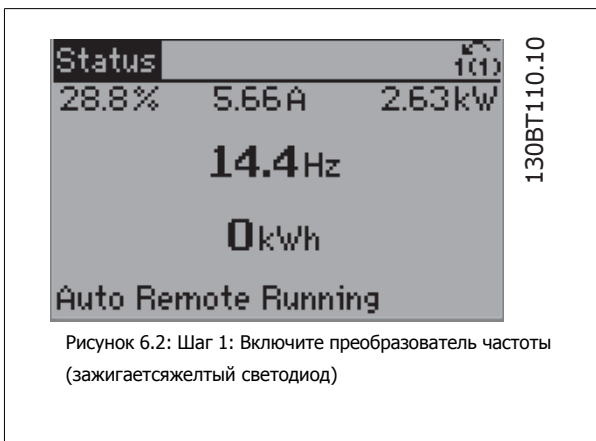 Status 1(1)
28.8% 5.66A 2.63kW
14.4Hz
0kWh
Auto Remote Running
130BT110.10
Рисунок 6.2: Шаг 1: Включите преобразователь частоты
(зажигаетсяжелтый светодиод)